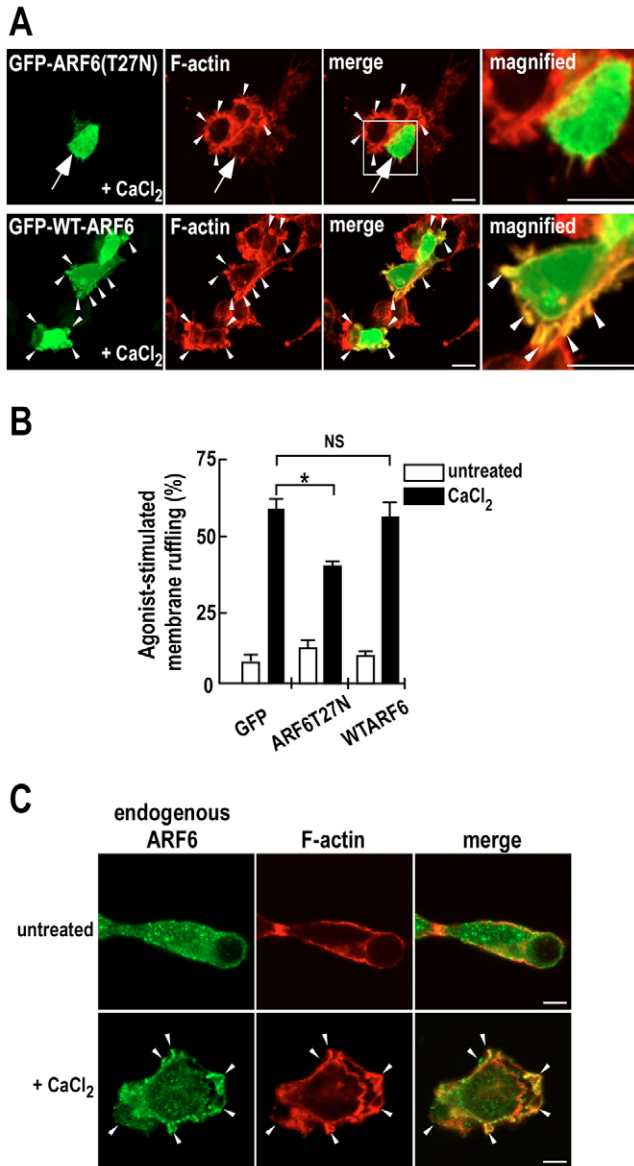 A
GFP-ARF6(T27N)
F-actin
merge
magnified
+ CaCl2
GFP-WT-ARF6
F-actin
merge
magnified
+ CaCl2
B
NS
*
untreated
CaCl2
Agonist-stimulated
membrane ruffling (%)
75
50
25
0
GFP
ARF6T27N
WTARF6
C
endogenous
ARF6
F-actin
merge
untreated
+ CaCl2